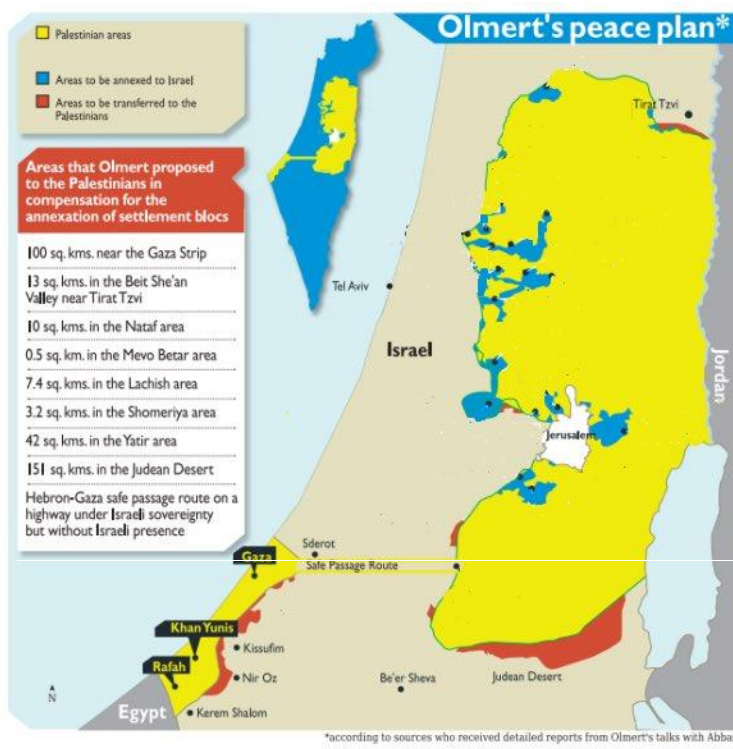 Olmert's peace plan*
Palestinian areas
Areas to be annexed to Israel
Areas to be transferred to the
Palestinians
Areas that Olmert proposed
to the Palestinians in
compensation for the
annexation of settlement blocs
100 sq. kms. near the Gaza Strip
13 sq. kms. in the Beit She'an
Valley near Tirat Tzvi
10 sq. kms. in the Nataf area
0.5 sq. km. in the Mevo Betar area
7.4 sq. kms. in the Lachish area
3.2 sq. kms. in the Shomeriya area
42 sq. kms. in the Yatir area
151 sq. kms. in the Judean Desert
Hebron-Gaza safe passage route on a
highway under Israeli sovereignty
but without Israeli presence
Tirat Tzvi
Tel Aviv
Israel
Jordan
Jerusalem
Sderot
Gaza
Safe Passage Route
Khan Yunis
Kissufim
Rafah
Nir Oz
Be'er Sheva
Judean Desert
N
Egypt
Kerem Shalom
*according to sources who received detailed reports from Olmert's talks with Abba